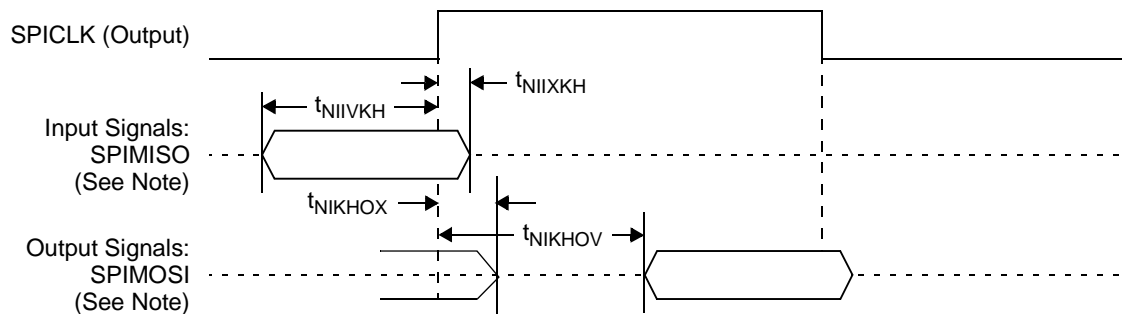 SPICLK (Output)
tNIIXKH
tNIIVKH
Input Signals:
SPIMISO
(See Note)
tNIKHOX
tNIKHOV
Output Signals:
SPIMOSI
(See Note)